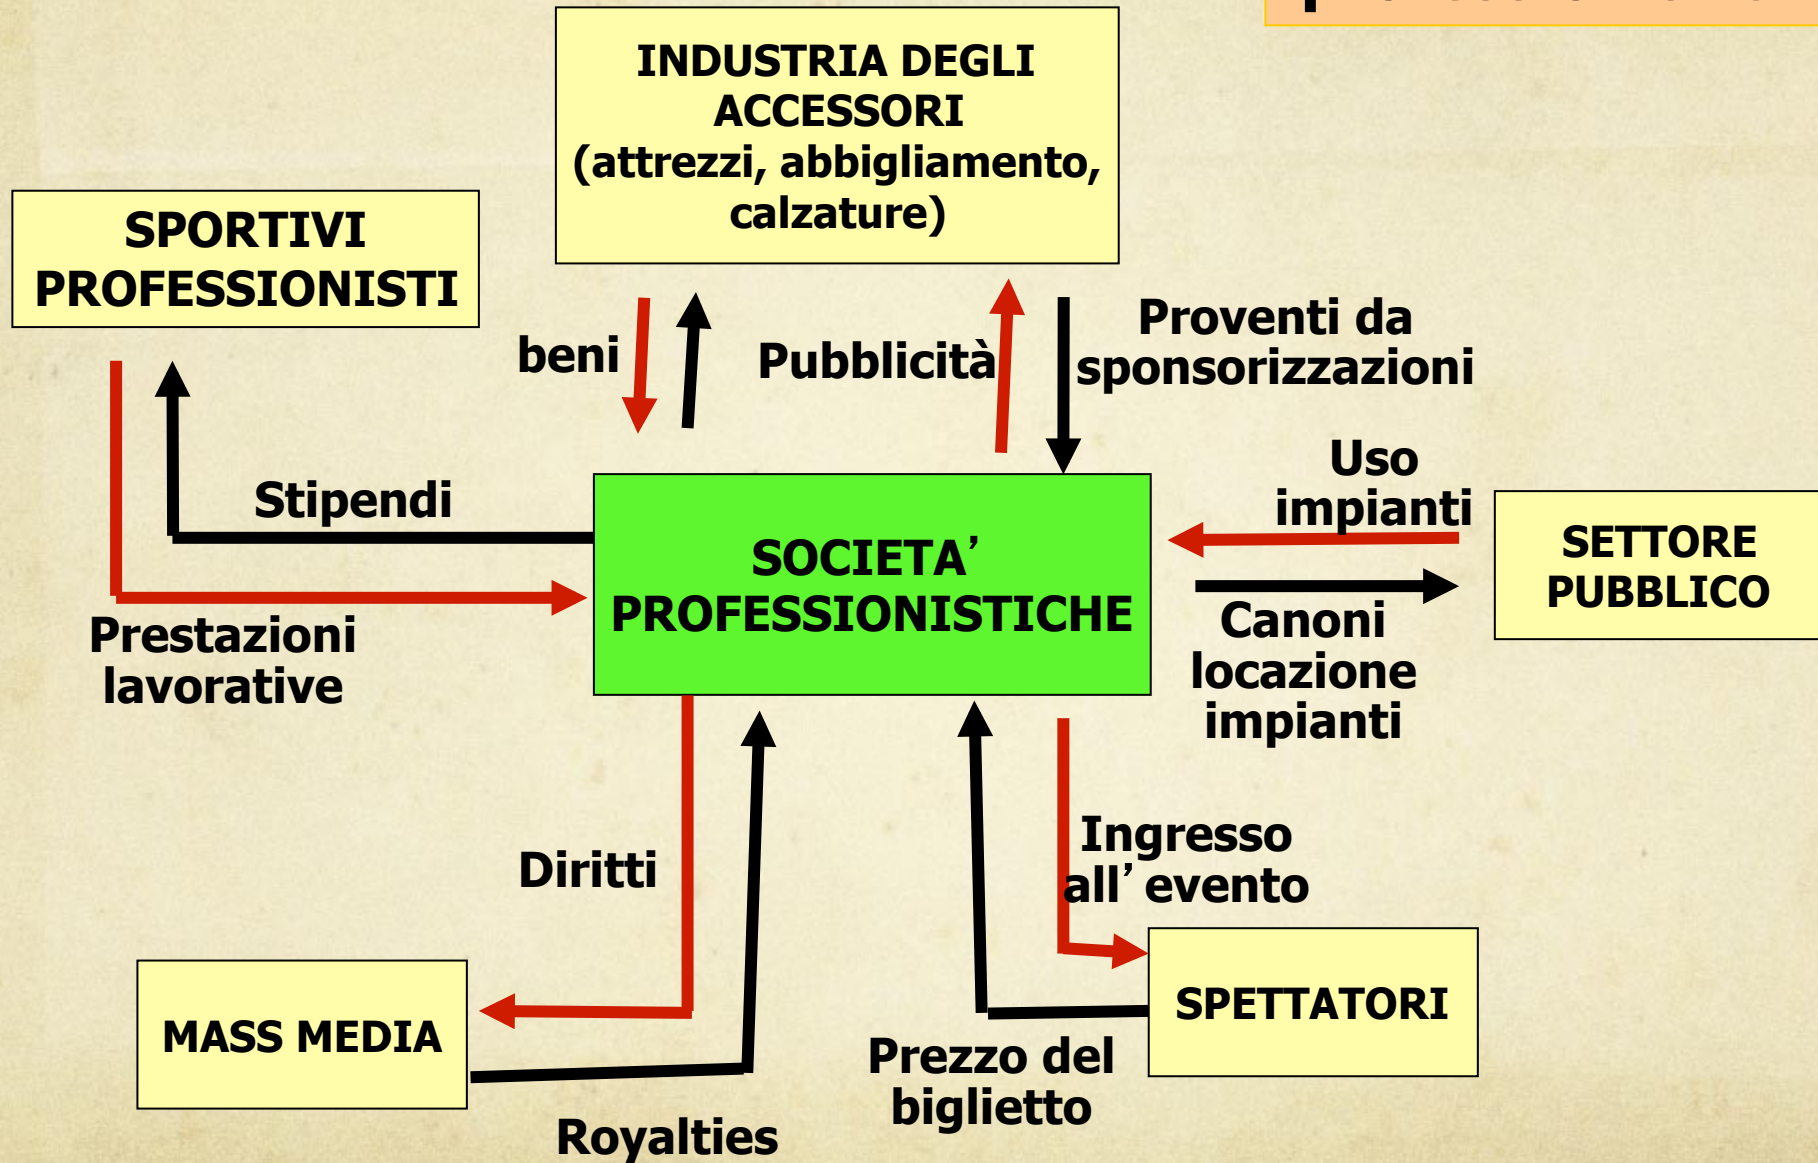 INDUSTRIA DEGLI
ACCESSORI
(attrezzi, abbigliamento,
calzature)
SPORTIVI
PROFESSIONISTI
beni
Pubblicità
Proventi da
sponsorizzazioni
Stipendi
Uso
impianti
SOCIETA’
PROFESSIONISTICHE
SETTORE
PUBBLICO
Prestazioni
lavorative
Canoni
locazione
impianti
Diritti
Ingresso
all’ evento
MASS MEDIA
SPETTATORI
Prezzo del
biglietto
Royalties